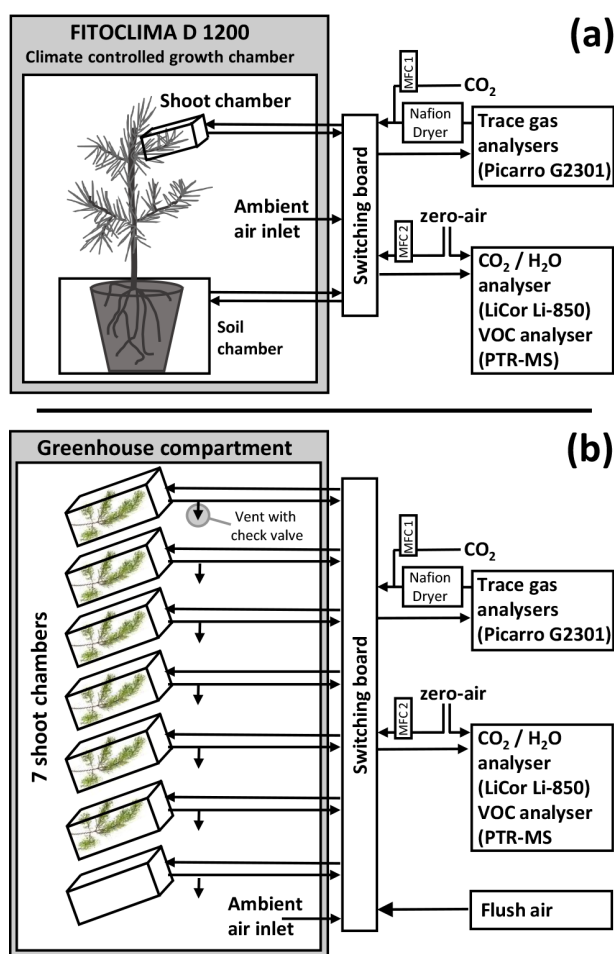 FITOCLIMA D 1200
Climate controlled growth chamber
(a)
Shoot chamber
MFC 1
CO₂
Nafion
Dryer
Trace gas
analysers
(Picarro G2301)
Switching board
Ambient
air inlet
MFC 2
zero-air
CO₂ / H₂O
analyser
(LiCor Li-850)
VOC analyser
(PTR-MS)
Soil
chamber
Greenhouse compartment
(b)
Vent with
check valve
7 shoot chambers
MFC 1
CO₂
Nafion
Dryer
Trace gas
analysers
(Picarro G2301)
Switching board
MFC 2
zero-air
CO₂ / H₂O
analyser
(LiCor Li-850)
VOC analyser
(PTR-MS
Ambient
air inlet
Flush air